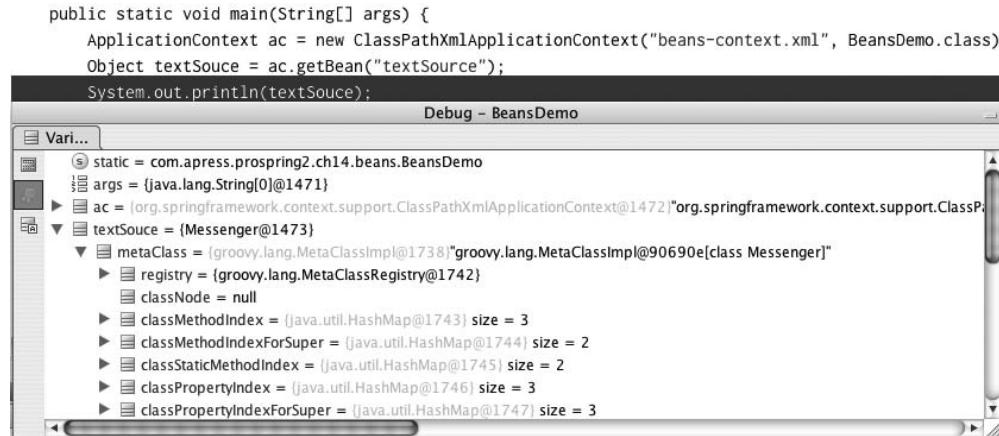 public static void main(String[] args) {
ApplicationContext ac = new ClassPathXmlApplicationContext("beans-context.xml", BeansDemo.class)
Object textSouce = ac.getBean("textSource");
System.out.println(textSouce);
Debug - BeansDemo
Vari...
static = com.apress.prospring2.ch14.beans.BeansDemo
args = {java.lang.String[0]@1471}
ac = {org.springframework.context.support.ClassPathXmlApplicationContext@1472}"org.springframework.context.support.ClassPa
textSouce = {Messenger@1473}
metaClass = {groovy.lang.MetaClassImpl@1738}"groovy.lang.MetaClassImpl@90690e[class Messenger]"
registry = {groovy.lang.MetaClassRegistry@1742}
classNode = null
classMethodIndex = {java.util.HashMap@1743} size = 3
classMethodIndexForSuper = {java.util.HashMap@1744} size = 2
classStaticMethodIndex = {java.util.HashMap@1745} size = 2
classPropertyIndex = {java.util.HashMap@1746} size = 3
classPropertyIndexForSuper = {java.util.HashMap@1747} size = 3